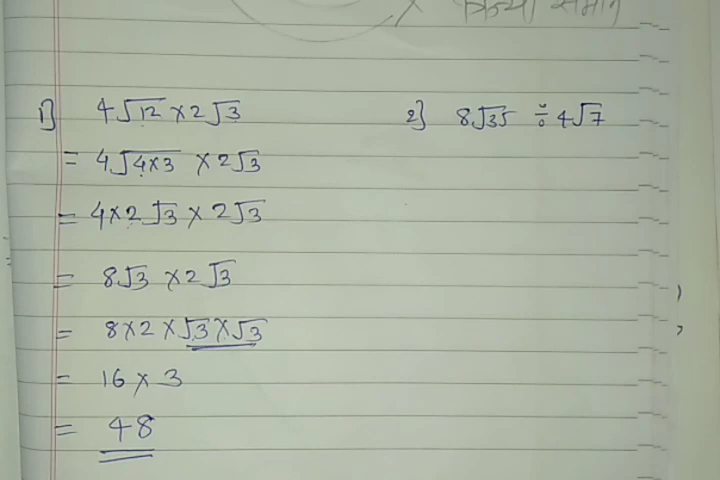 × त्रिज्या समान
1] 4√12 × 2√3
= 4√4×3 × 2√3
= 4×2√3 × 2√3
= 8√3 × 2√3
= 8×2×√3×√3
= 16 × 3
= 48
2] 8√35 ÷ 4√7